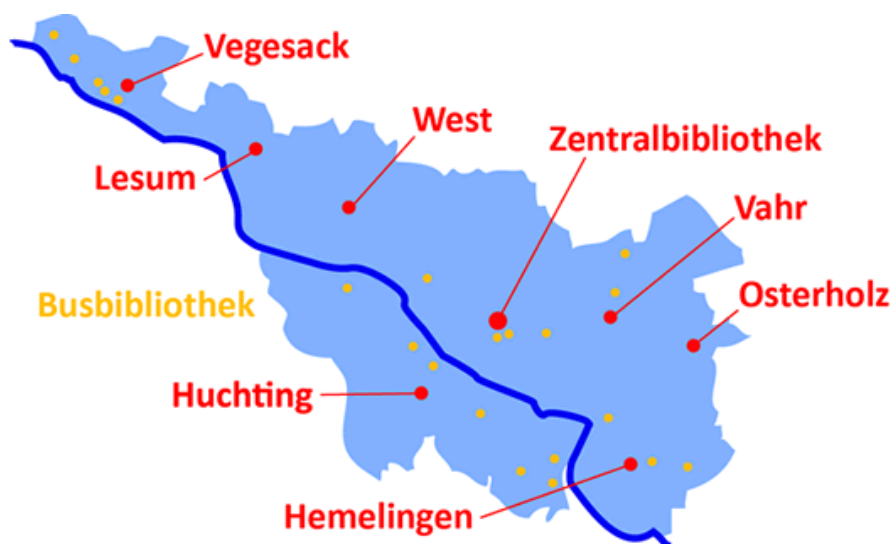 Vegesack
West
Zentralbibliothek
Lesum
Vahr
Busbibliothek
Osterholz
Huchting
Hemelingen